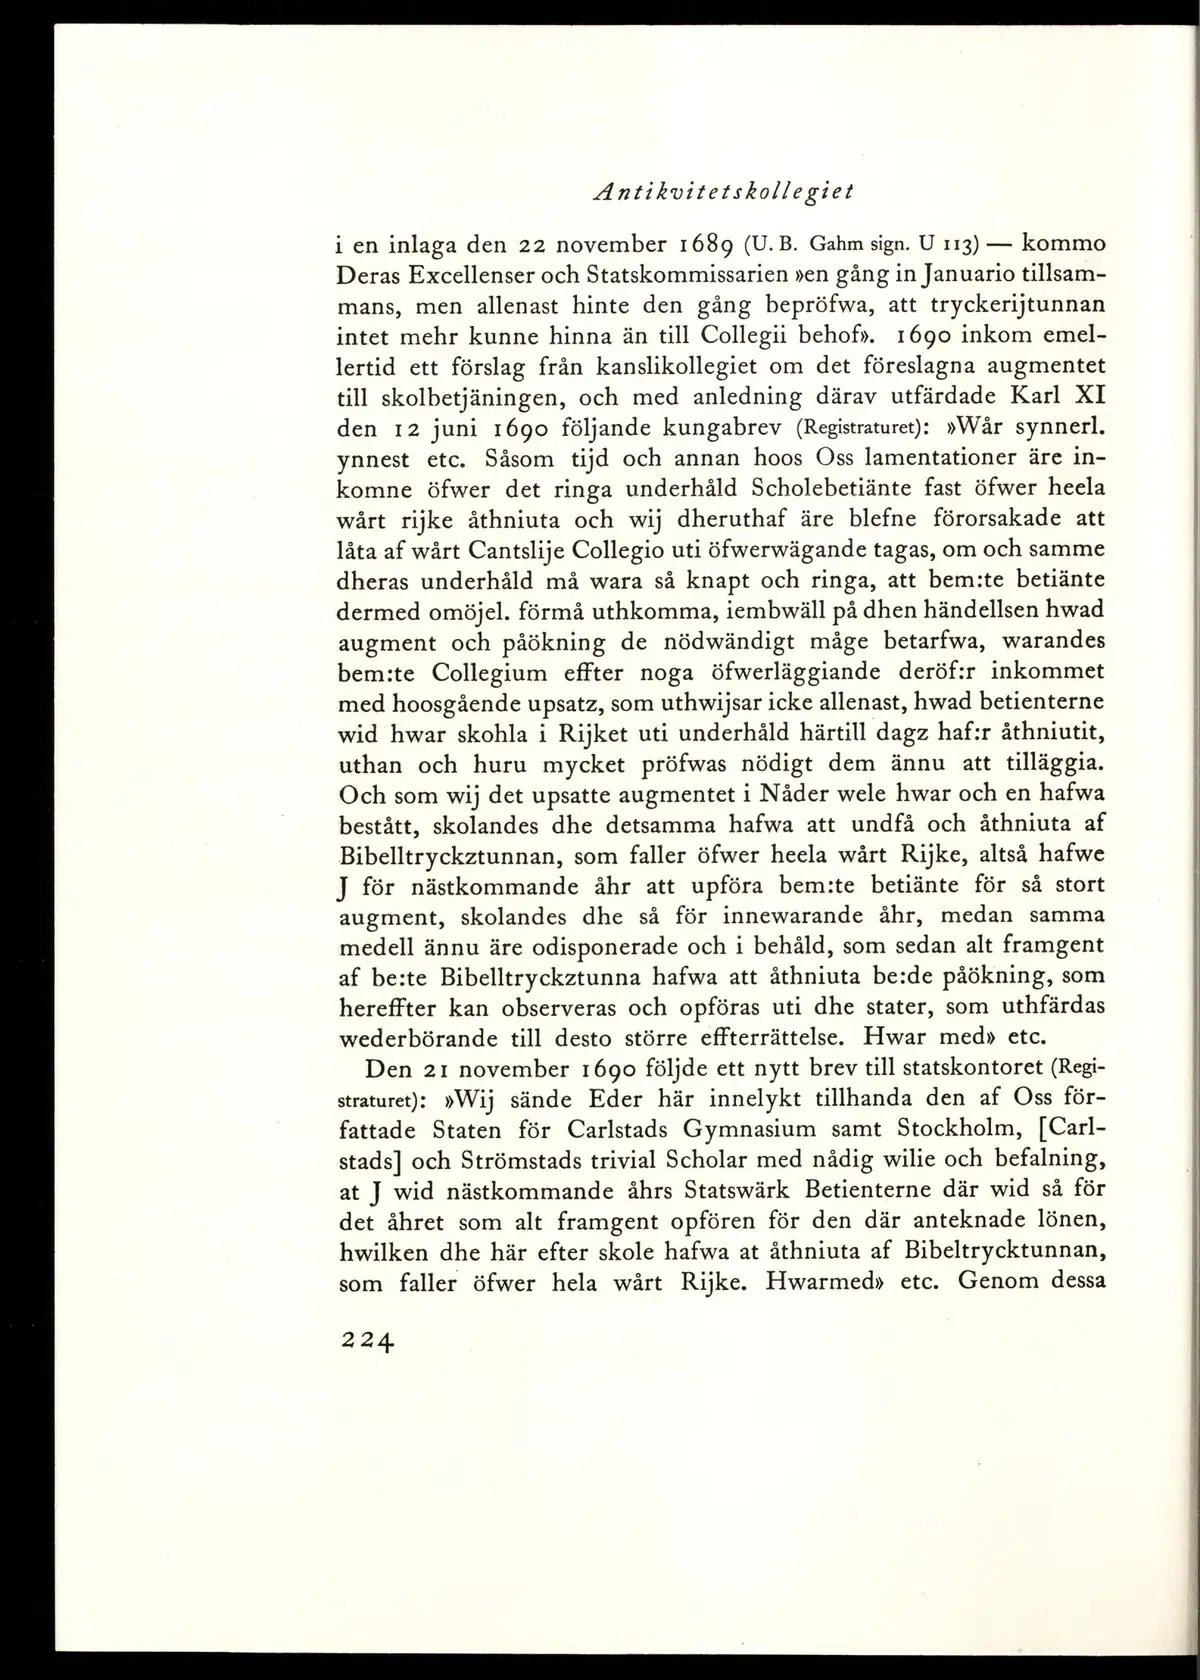 Antikvitetskollegiet
i en inlaga den 22 november 1689 (U. B. Gahm sign. U 113) — kommo
Deras Excellenser och Statskommissarien »en gång in Januario tillsam-
mans, men allenast hinte den gång bepröfwa, att tryckerijtunnan
intet mehr kunne hinna än till Collegii behof». 1690 inkom emel-
lertid ett förslag från kanslikollegiet om det föreslagna augmentet
till skolbetjäningen, och med anledning därav utfärdade Karl XI
den 12 juni 1690 följande kungabrev (Registraturet): »Wår synnerl.
ynnest etc. Såsom tijd och annan hoos Oss lamentationer äre in-
komne öfwer det ringa underhåld Scholebetiänte fast öfwer heela
wårt rijke åthniuta och wij dheruthaf äre blefne förorsakade att
låta af wårt Cantslije Collegio uti öfwerwägande tagas, om och samme
dheras underhåld må wara så knapt och ringa, att bem:te betiänte
dermed omöjel. förmå uthkomma, iembwäll på dhen händellsen hwad
augment och påökning de nödwändigt måge betarfwa, warandes
bem:te Collegium effter noga öfwerläggiande deröf:r inkommet
med hoosgående upsatz, som uthwijsar icke allenast, hwad betienterne
wid hwar skohla i Rijket uti underhåld härtill dagz haf:r åthniutit,
uthan och huru mycket pröfwas nödigt dem ännu att tilläggia.
Och som wij det upsatte augmentet i Nåder wele hwar och en hafwa
bestått, skolandes dhe detsamma hafwa att undfå och åthniuta af
Bibelltryckztunnan, som faller öfwer heela wårt Rijke, altså hafwe
J för nästkommande åhr att upföra bem:te betiänte för så stort
augment, skolandes dhe så för innewarande åhr, medan samma
medell ännu äre odisponerade och i behåld, som sedan alt framgent
af be:te Bibelltryckztunna hafwa att åthniuta be:de påökning, som
hereffter kan observeras och opföras uti dhe stater, som uthfärdas
wederbörande till desto större effterrättelse. Hwar med» etc.
Den 21 november 1690 följde ett nytt brev till statskontoret (Regi-
straturet): »Wij sände Eder här innelykt tillhanda den af Oss för-
fattade Staten för Carlstads Gymnasium samt Stockholm, [Carl-
stads] och Strömstads trivial Scholar med nådig wilie och befalning,
at J wid nästkommande åhrs Statswärk Betienterne där wid så för
det åhret som alt framgent opfören för den där anteknade lönen,
hwilken dhe här efter skole hafwa at åthniuta af Bibeltrycktunnan,
som faller öfwer hela wårt Rijke. Hwarmed» etc. Genom dessa
224